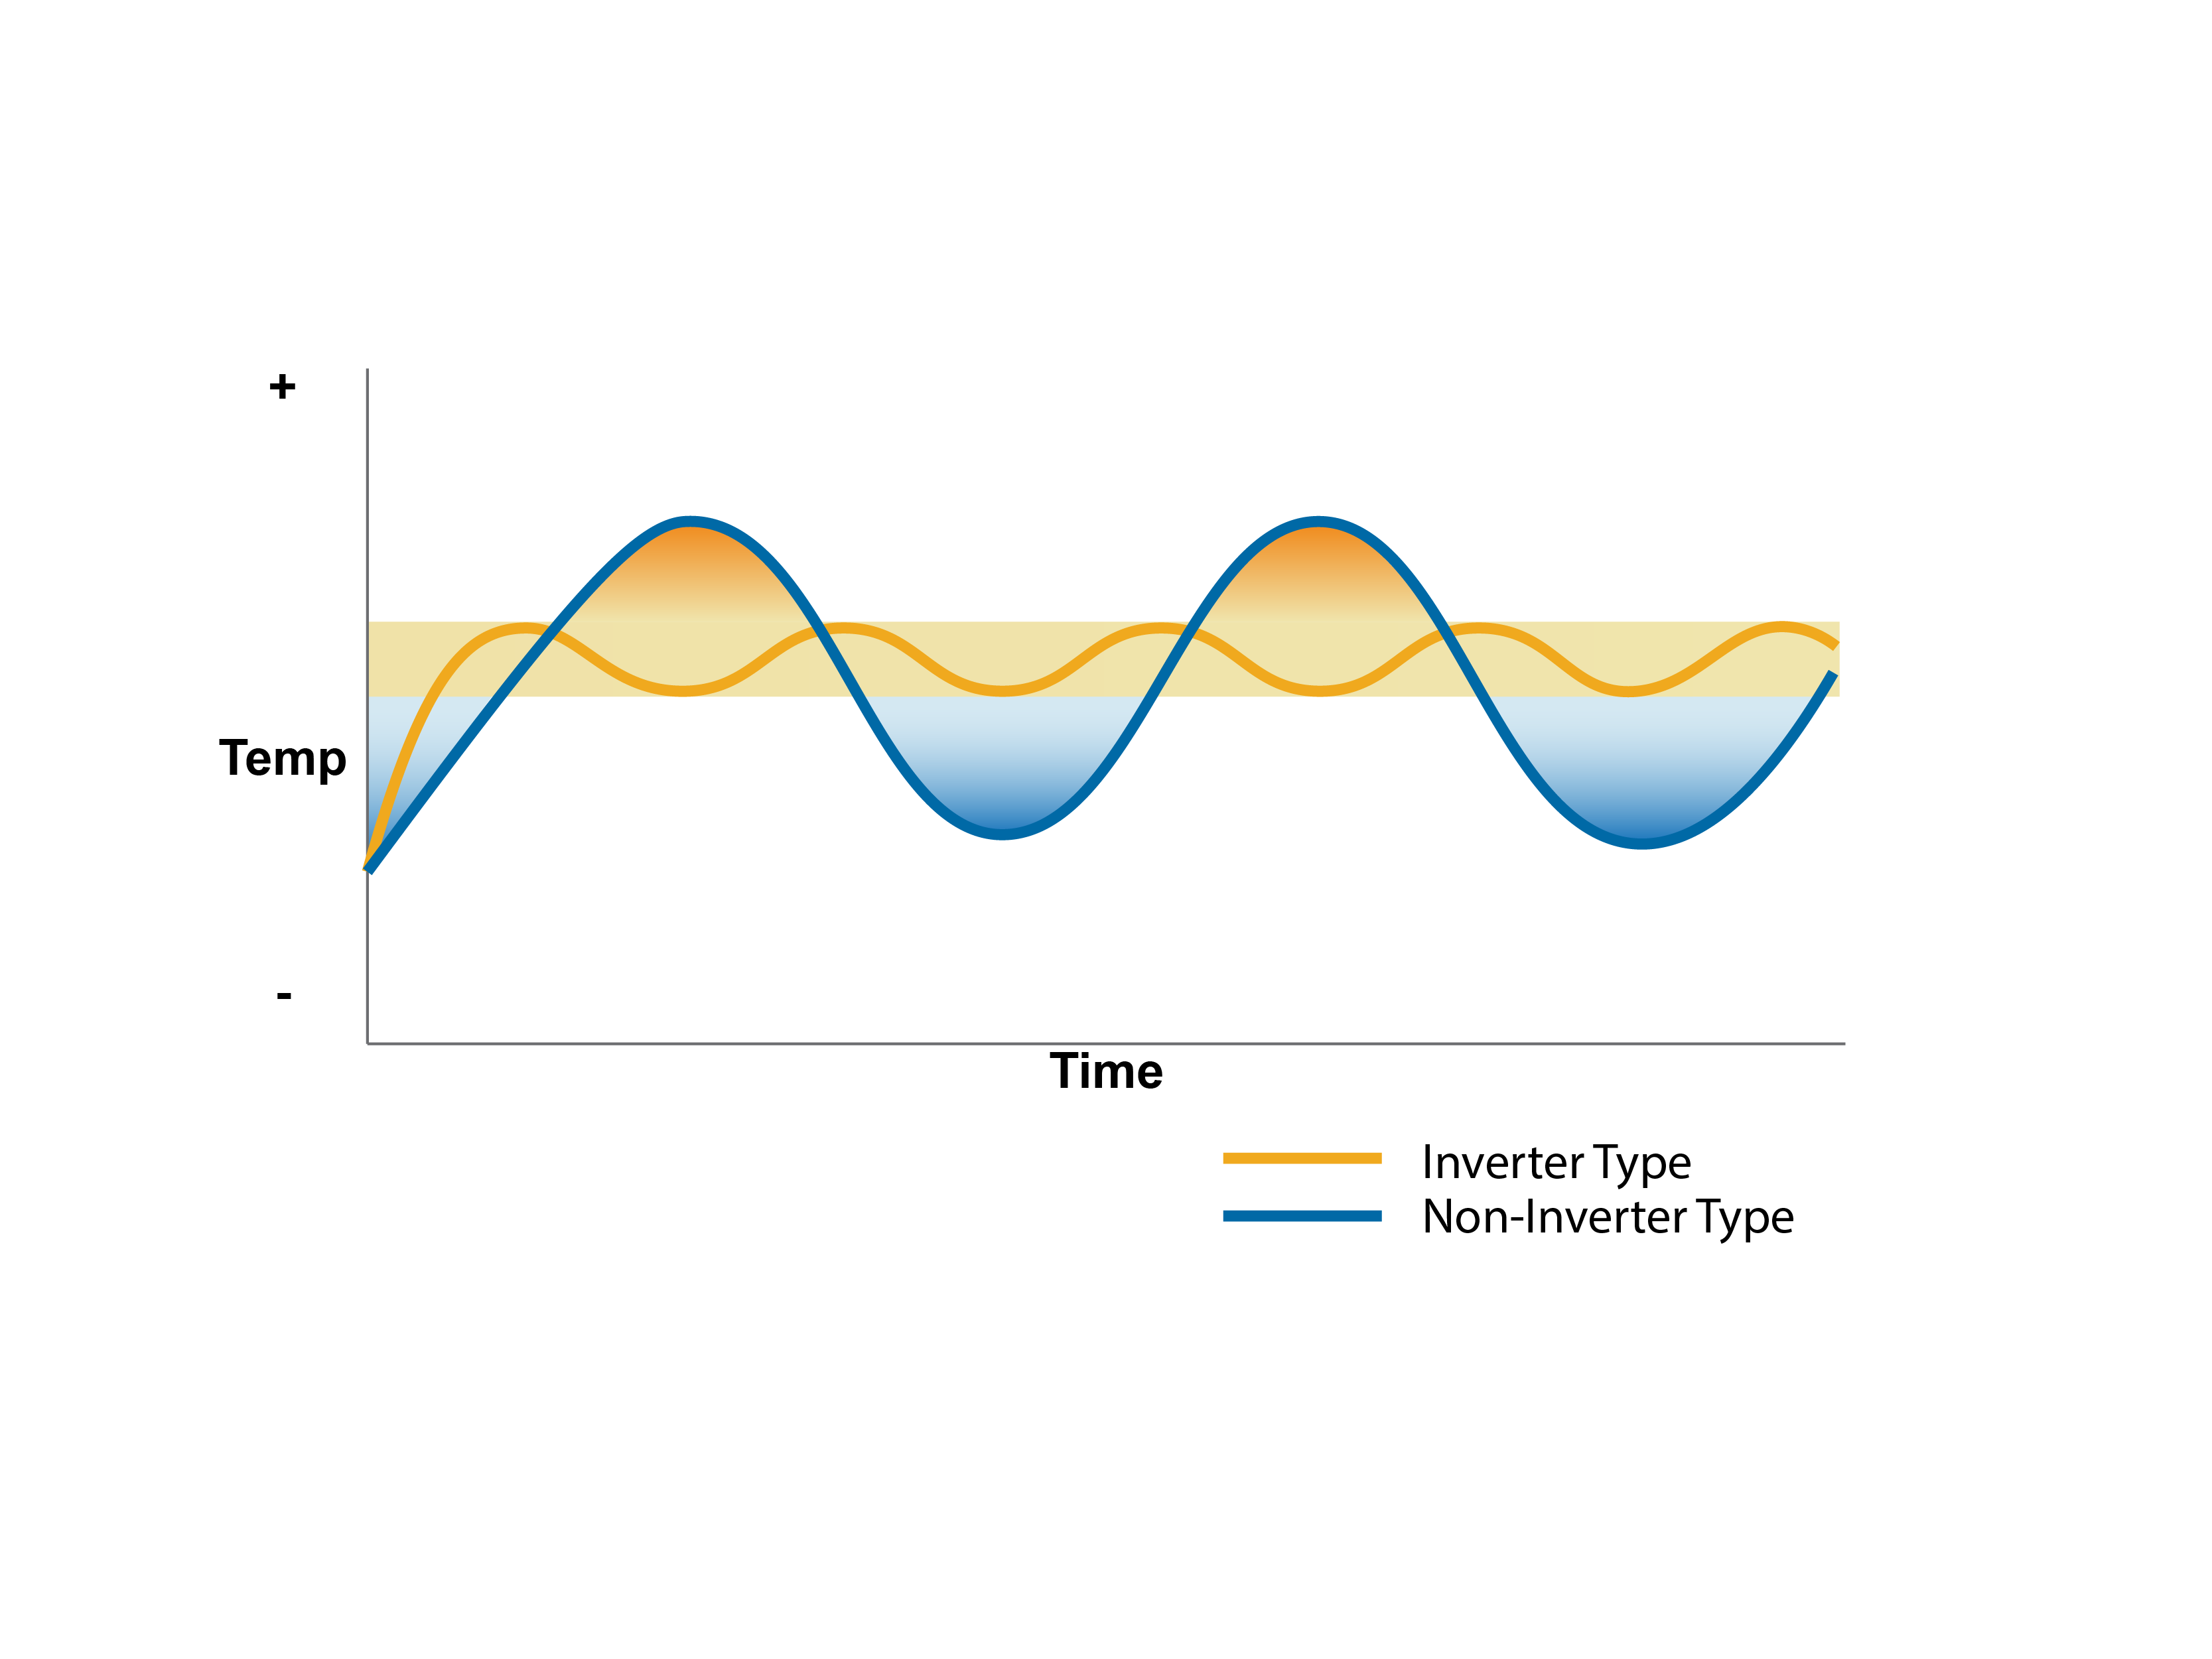 +
Temp
-
Time
Inverter Type
Non-Inverter Type